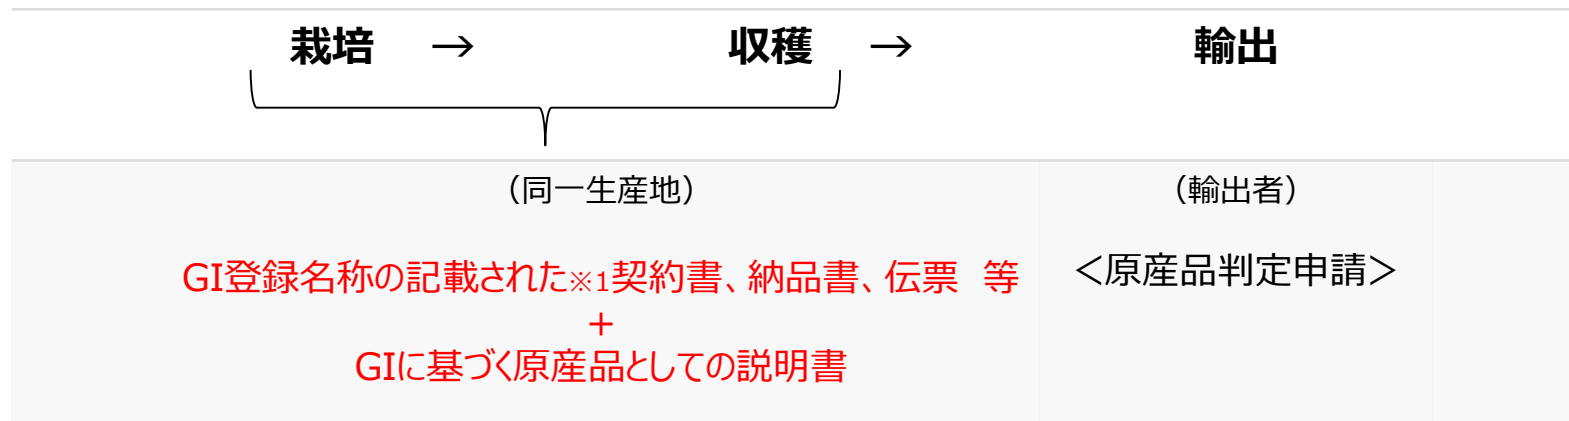 栽培 → 収穫 → 輸出
（同一生産地） （輸出者）
GI登録名称の記載された※1契約書、納品書、伝票　等 ＜原産品判定申請＞
＋
GIに基づく原産品としての説明書